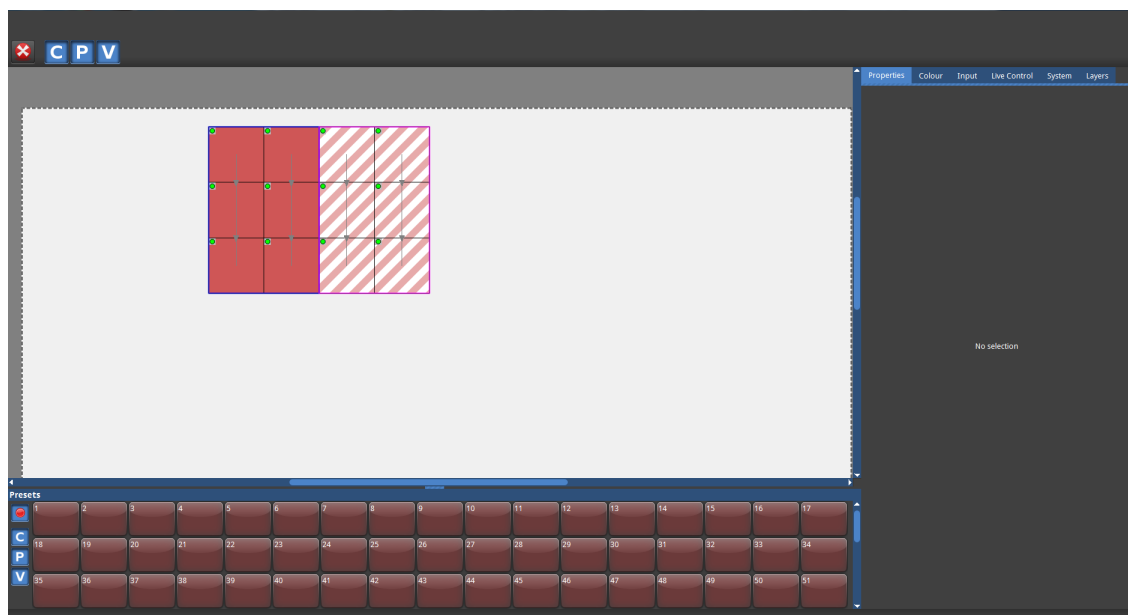 C P V
Properties Colour Input Live Control System Layers
No selection
Presets
1 2 3 4 5 6 7 8 9 10 11 12 13 14 15 16 17
C
18 19 20 21 22 23 24 25 26 27 28 29 30 31 32 33 34
P
V
35 36 37 38 39 40 41 42 43 44 45 46 47 48 49 50 51